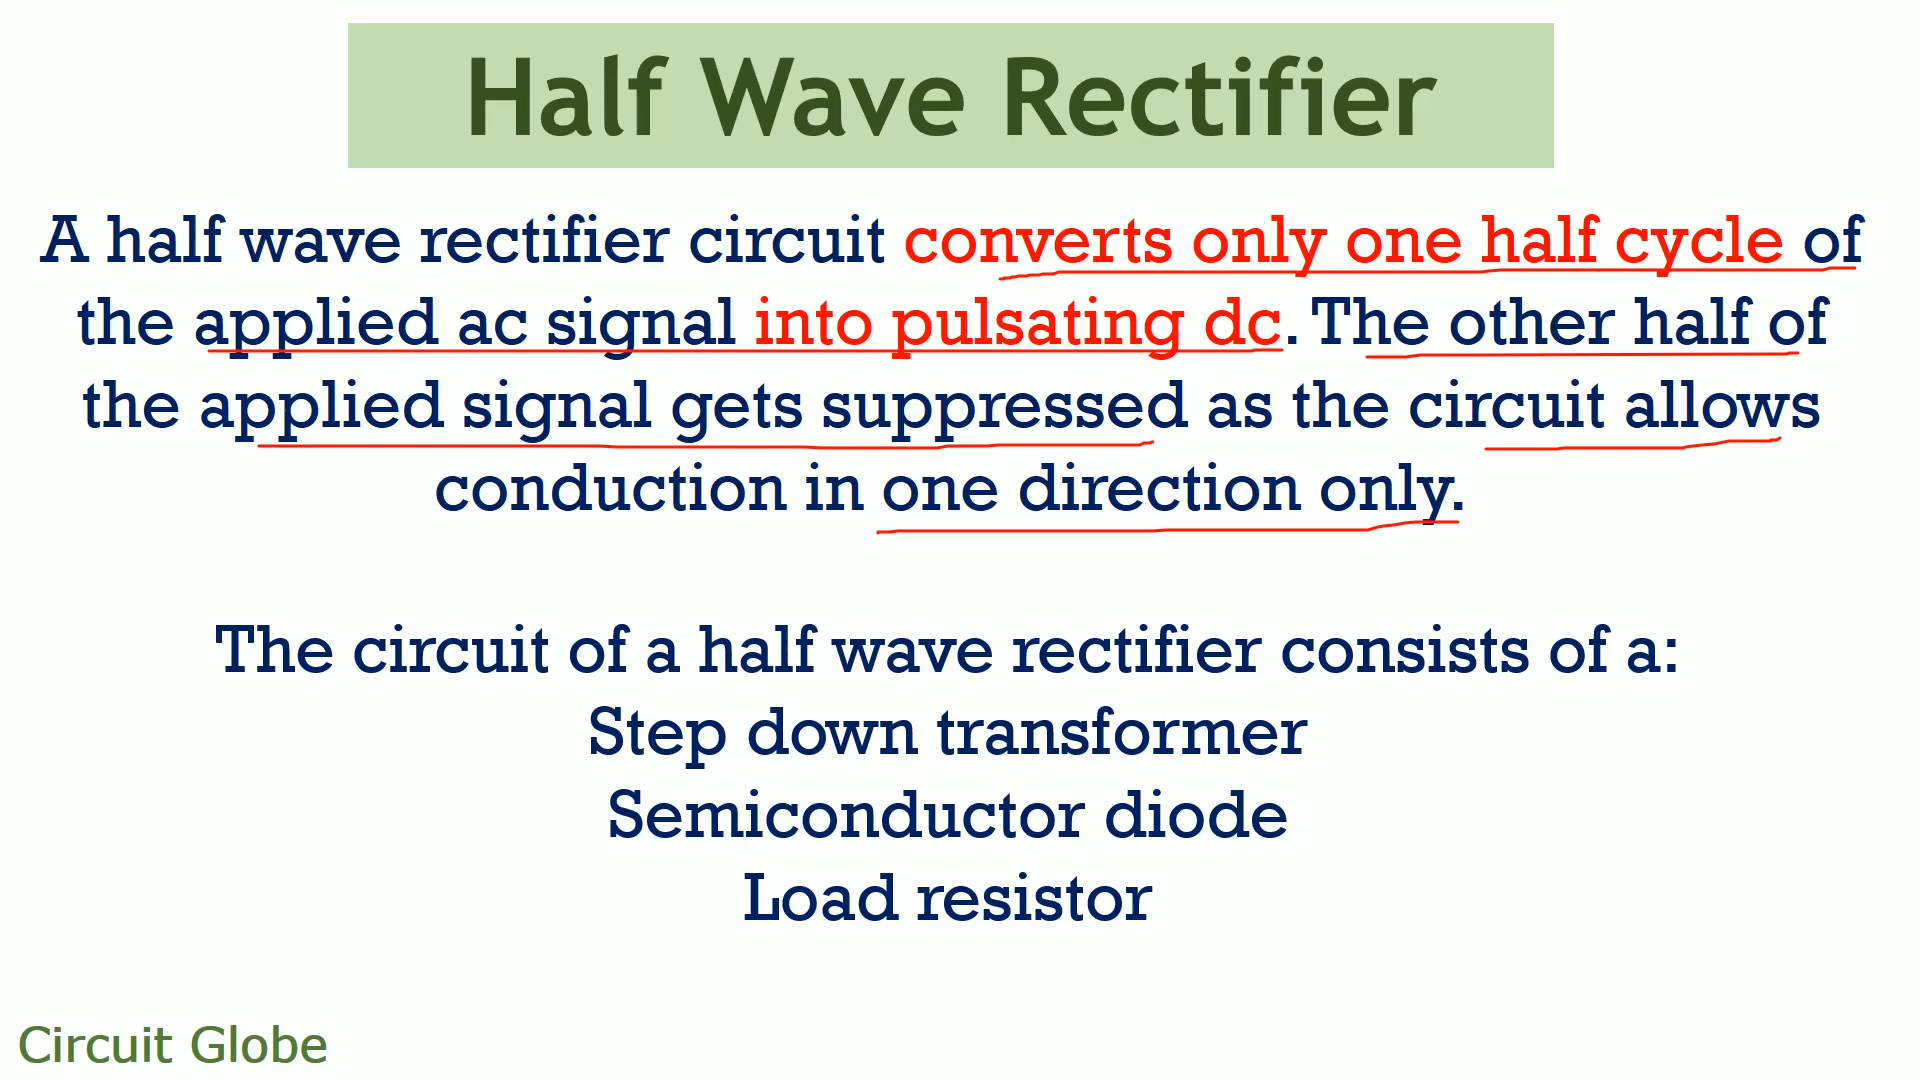 Half Wave Rectifier
A half wave rectifier circuit converts only one half cycle of
the applied ac signal into pulsating dc. The other half of
the applied signal gets suppressed as the circuit allows
conduction in one direction only.
The circuit of a half wave rectifier consists of a:
Step down transformer
Semiconductor diode
Load resistor
Circuit Globe